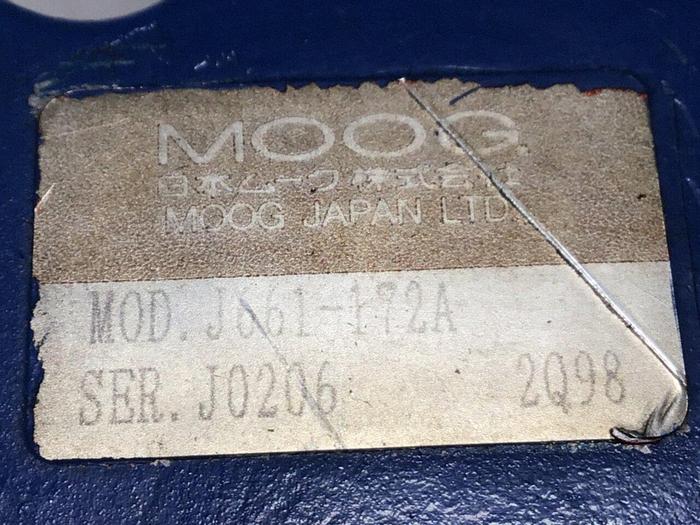 MOOG
日本ムーグ株式会社
MOOG JAPAN LTD.
MOD. J661-172A
SER. J0206 2Q98